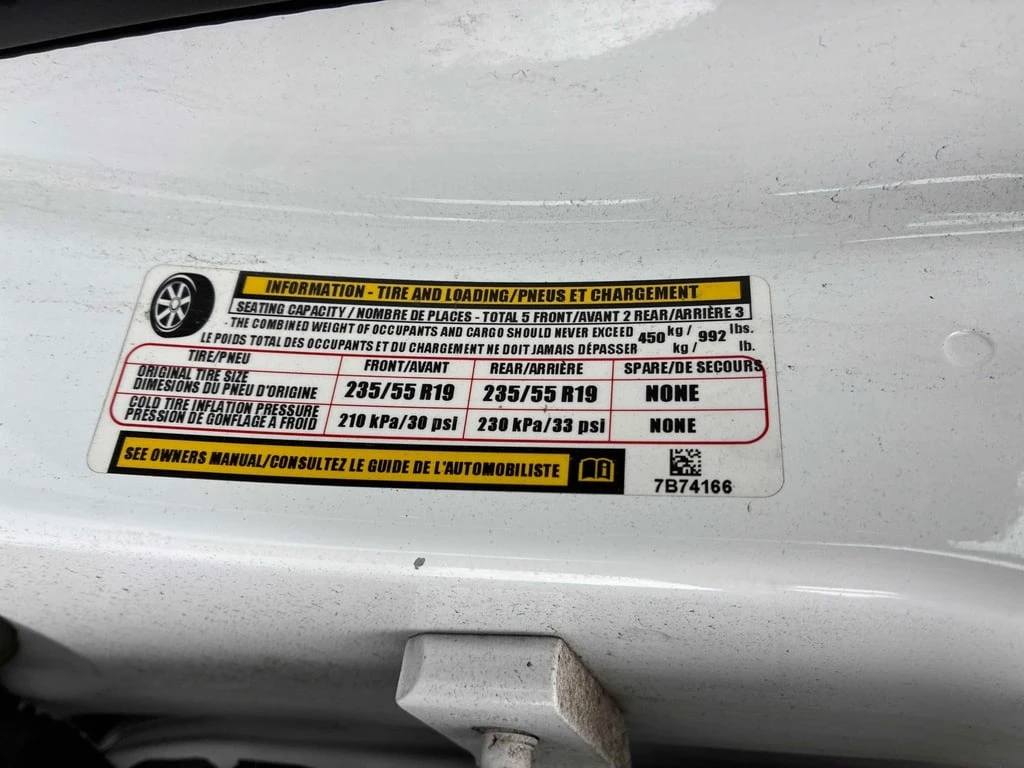 INFORMATION - TIRE AND LOADING/PNEUS ET CHARGEMENT
SEATING CAPACITY / NOMBRE DE PLACES - TOTAL 5 FRONT/AVANT 2 REAR/ARRIÈRE 3
- THE COMBINED WEIGHT OF OCCUPANTS AND CARGO SHOULD NEVER EXCEED 450 kg / 992 lbs.
LE POIDS TOTAL DES OCCUPANTS ET DU CHARGEMENT NE DOIT JAMAIS DÉPASSER kg / lb.
TIRE/PNEU FRONT/AVANT REAR/ARRIÈRE SPARE/DE SECOURS
ORIGINAL TIRE SIZE
DIMESIONS DU PNEU D'ORIGINE 235/55 R19 235/55 R19 NONE
COLD TIRE INFLATION PRESSURE
PRESSION DE GONFLAGE À FROID 210 kPa/30 psi 230 kPa/33 psi NONE
SEE OWNERS MANUAL/CONSULTEZ LE GUIDE DE L'AUTOMOBILISTE
7B74166